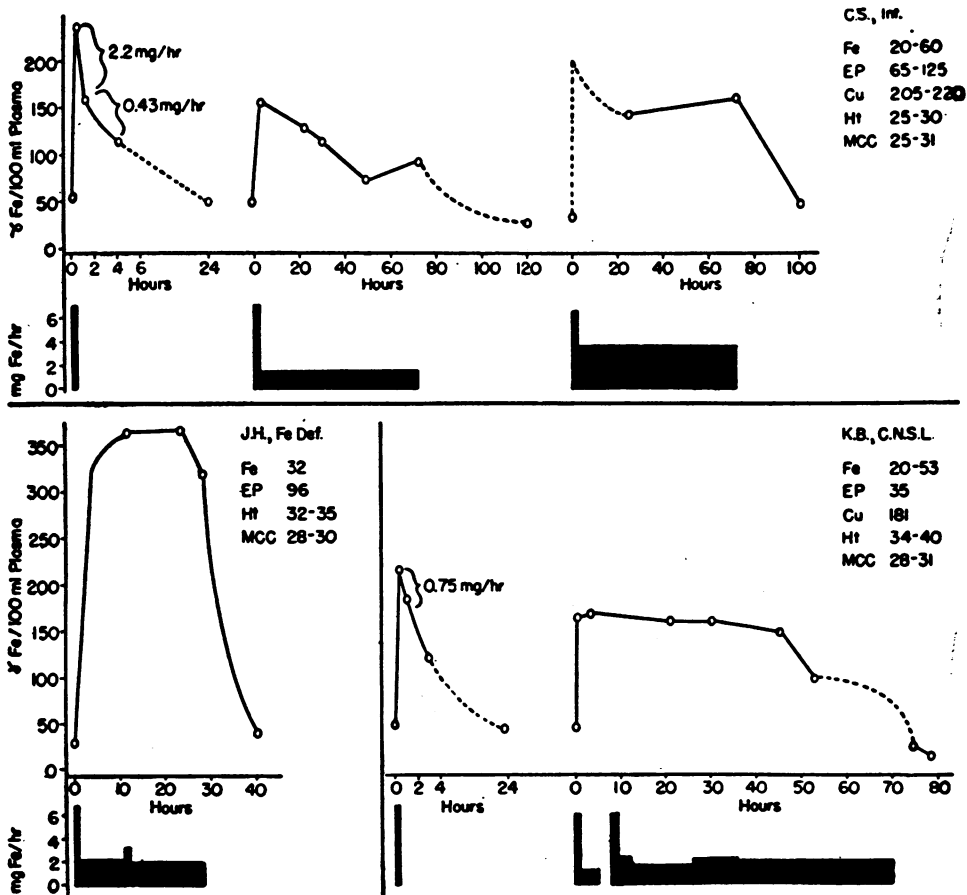 C.S., Inf.
Fe 20-60
EP 65-125
Cu 205-220
Ht 25-30
MCC 25-31
γ Fe/100 ml Plasma
200
150
100
50
0
2.2 mg/hr
0.43 mg/hr
0 2 4 6 24
Hours
0 20 40 60 80 100 120
Hours
0 20 40 60 80 100
Hours
mg Fe/hr
6
4
2
0
J.H., Fe Def.
Fe 32
EP 96
Ht 32-35
MCC 28-30
γ Fe/100 ml Plasma
350
300
250
200
150
100
50
0
0 10 20 30 40
Hours
mg Fe/hr
6
4
2
0
K.B., C.N.S.L.
Fe 20-53
EP 35
Cu 181
Ht 34-40
MCC 28-31
0.75 mg/hr
0 2 4 24
Hours
0 10 20 30 40 50 60 70 80
Hours